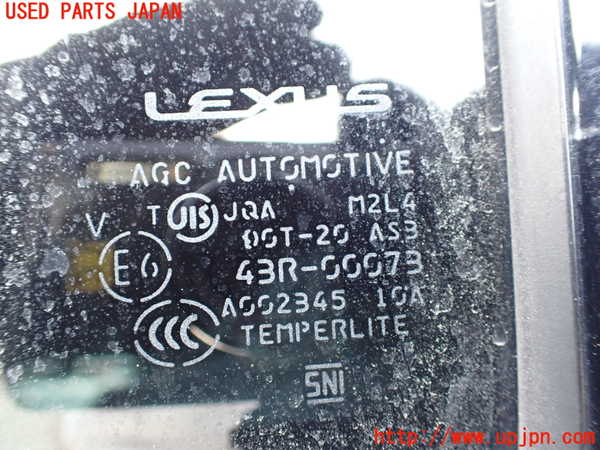 USED PARTS JAPAN
LEXUS
AGC AUTOMOTIVE
T JIS JQA M2L4
V DOT-20 AS3
E6 43R-00073
A002345 10A
CCC TEMPERLITE
SNI
http://www.upjpn.com/